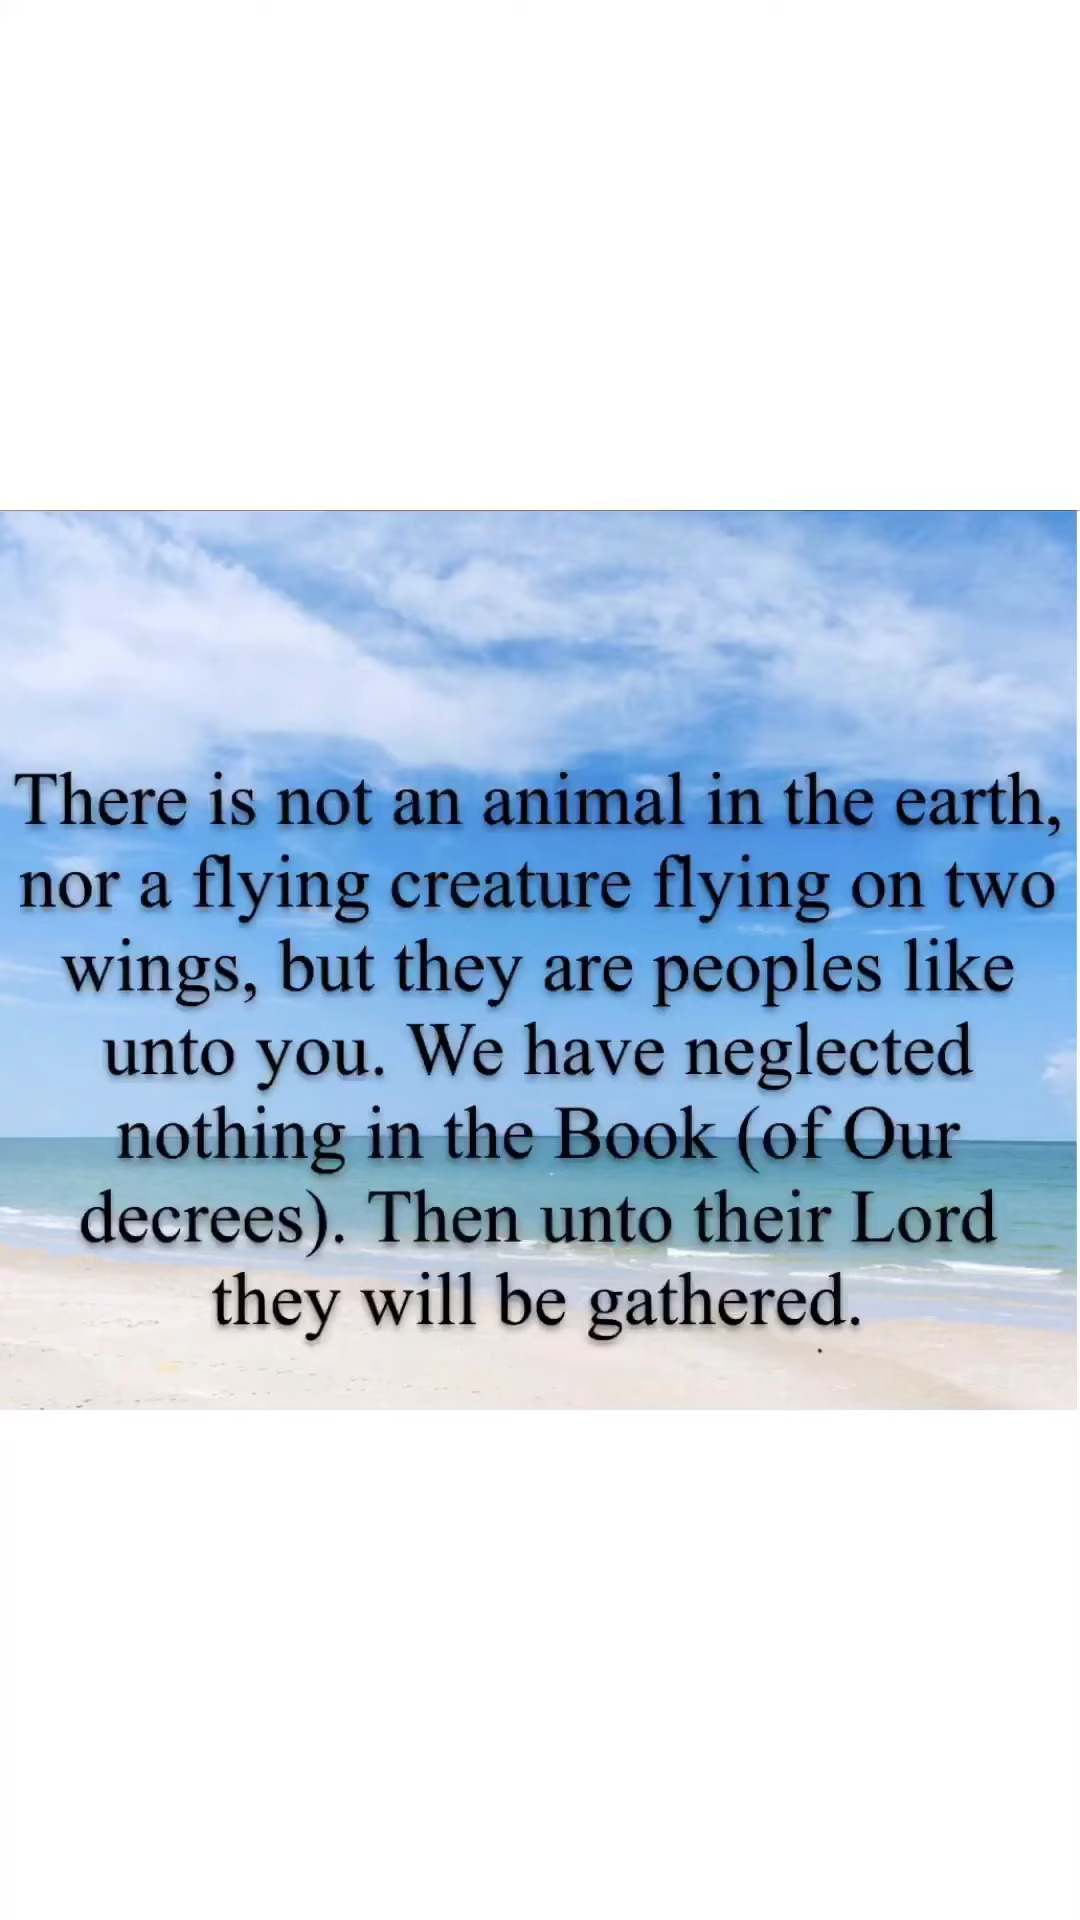 There is not an animal in the earth,
nor a flying creature flying on two
wings, but they are peoples like
unto you. We have neglected
nothing in the Book (of Our
decrees). Then unto their Lord
they will be gathered.